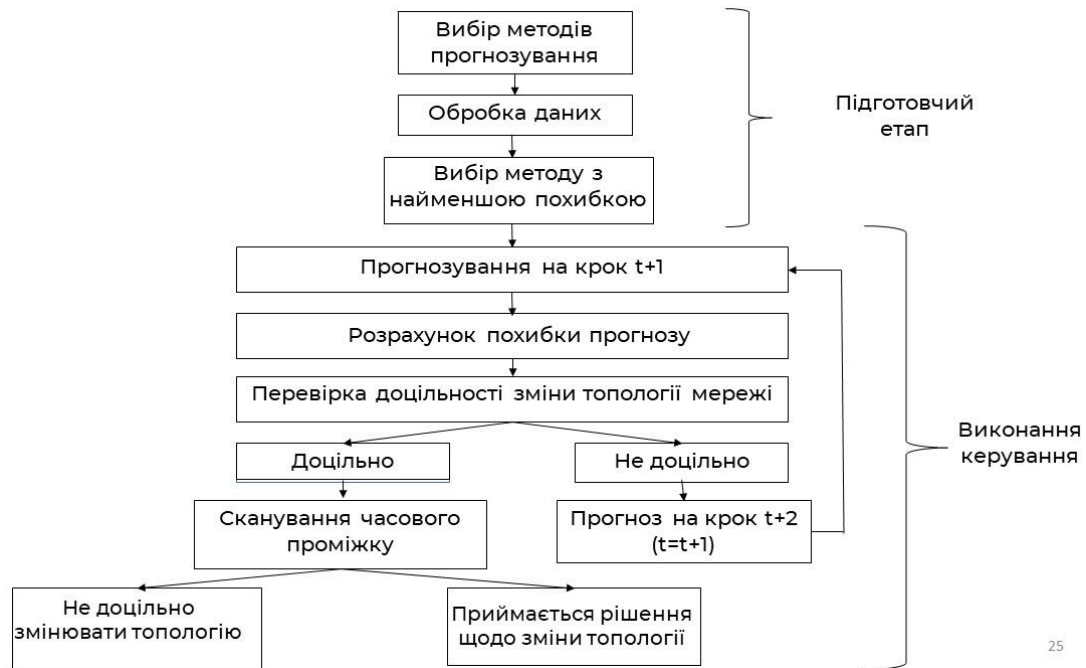 Вибір методів
прогнозування
Обробка даних
Вибір методу з
найменшою похибкою
Підготовчий
етап
Прогнозування на крок t+1
Розрахунок похибки прогнозу
Перевірка доцільності зміни топології мережі
Доцільно
Не доцільно
Сканування часового
проміжку
Прогноз на крок t+2
(t=t+1)
Виконання
керування
Не доцільно
змінювати топологію
Приймається рішення
щодо зміни топології
25